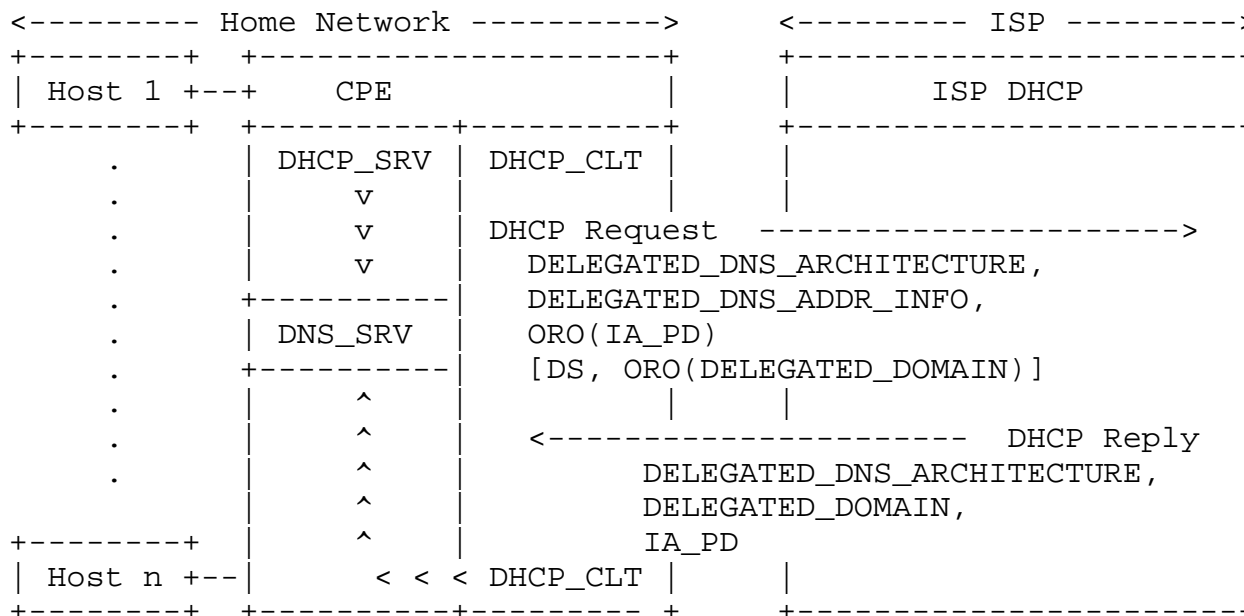 <--------- Home Network ---------->     <--------- ISP --------->
+--------+  +---------------------+     +-----------------------+
| Host 1 +--+    CPE              |     |       ISP DHCP
+--------+  +----------+----------+     +-----------------------+
     .      | DHCP_SRV | DHCP_CLT |     |
     .      |     v    |          |     |
     .      |     v    | DHCP Request  ---------------------->
     .      |     v    |   DELEGATED_DNS_ARCHITECTURE,
     .      +----------|   DELEGATED_DNS_ADDR_INFO,
     .      | DNS_SRV  |   ORO(IA_PD)
     .      +----------|   [DS, ORO(DELEGATED_DOMAIN)]
     .      |     ^    |          |     |
     .      |     ^    |   <----------------------  DHCP Reply
     .      |     ^    |         DELEGATED_DNS_ARCHITECTURE,
            |     ^    |         DELEGATED_DOMAIN,
+--------+  |     ^    |         IA_PD
| Host n +--|      < < < DHCP_CLT |     |
+--------+  +----------+--------- +     +-----------------------+